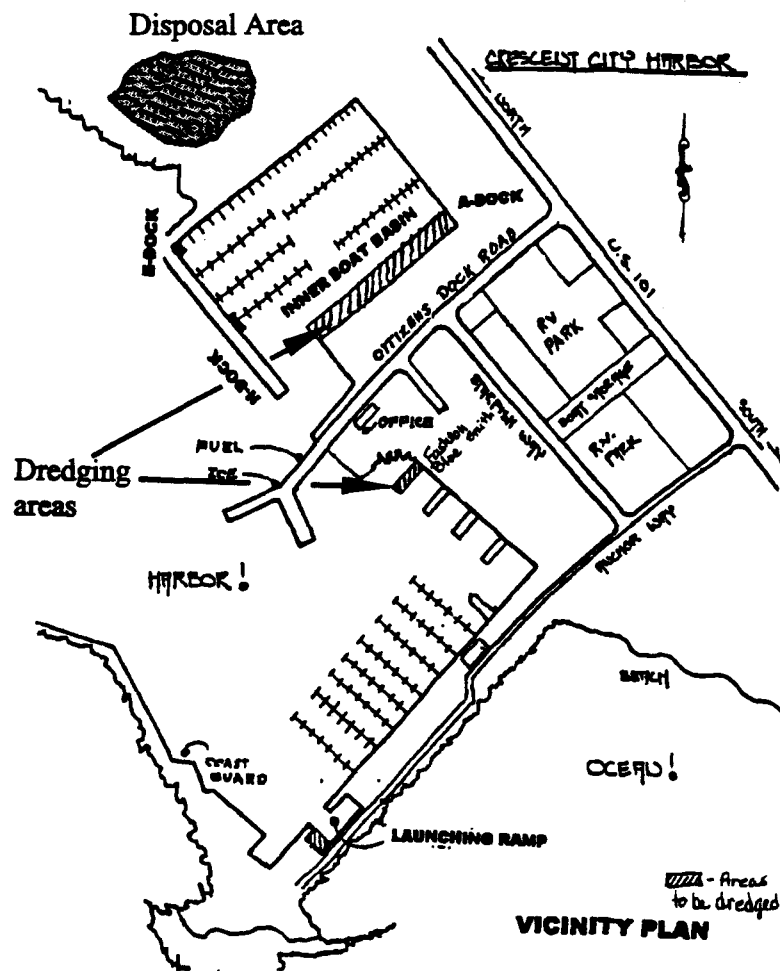 Disposal Area
CRESCENT CITY HARBOR
NORTH
A-DOCK
E-DOCK
INNER BOAT BASIN
CITIZENS DOCK ROAD
U.S. 101
H-DOCK
RV
PARK
BOAT STORAGE
R.V.
PARK
SOUTH
OFFICE
FUEL
ICE
Dredging
areas
WAY
ANCHOR WAY
HARBOR!
BEACH
OCEAN!
COAST
GUARD
LAUNCHING RAMP
- Areas
to be dredged
VICINITY PLAN